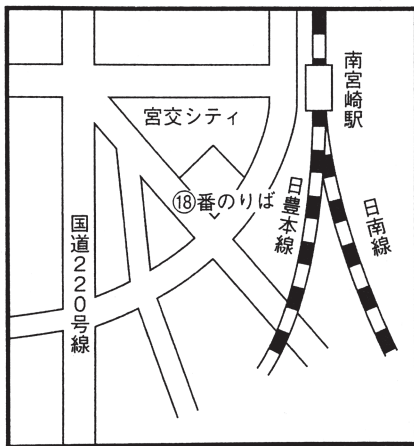 南宮崎駅
宮交シティ
⑱番のりば
日豊本線
日南線
国道220号線